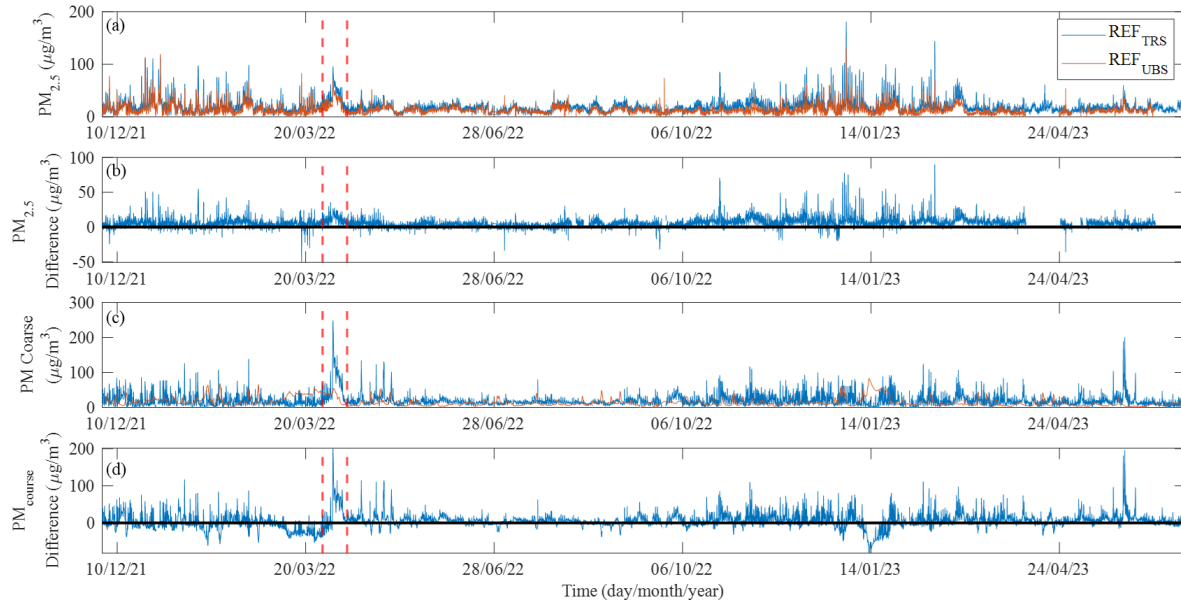 (a)
PM2.5 (μg/m3)
200
100
0
REFTRS
REFUBS
10/12/21 20/03/22 28/06/22 06/10/22 14/01/23 24/04/23
(b)
PM2.5
Difference (μg/m3)
100
50
0
-50
10/12/21 20/03/22 28/06/22 06/10/22 14/01/23 24/04/23
(c)
PM Coarse
(μg/m3)
300
200
100
0
10/12/21 20/03/22 28/06/22 06/10/22 14/01/23 24/04/23
(d)
PMcourse
Difference (μg/m3)
200
100
0
10/12/21 20/03/22 28/06/22 06/10/22 14/01/23 24/04/23
Time (day/month/year)